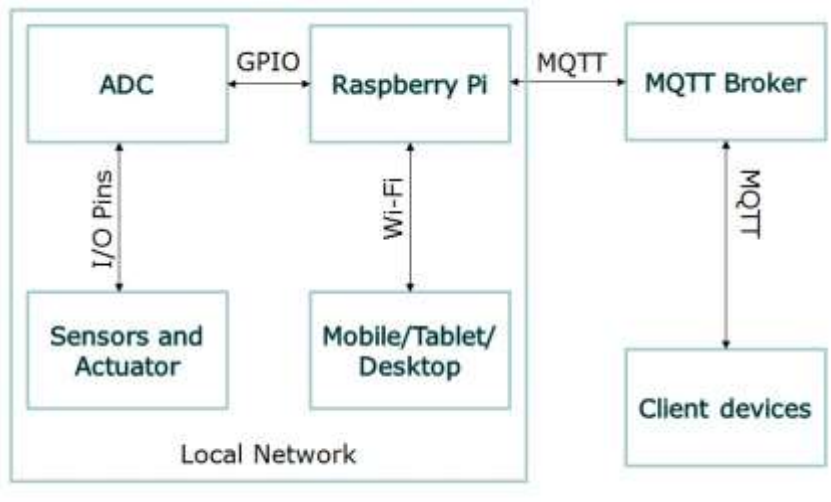 ADC
GPIO
Raspberry Pi
MQTT
MQTT Broker
I/O Pins
Wi-Fi
MQTT
Sensors and
Actuator
Mobile/Tablet/
Desktop
Client devices
Local Network